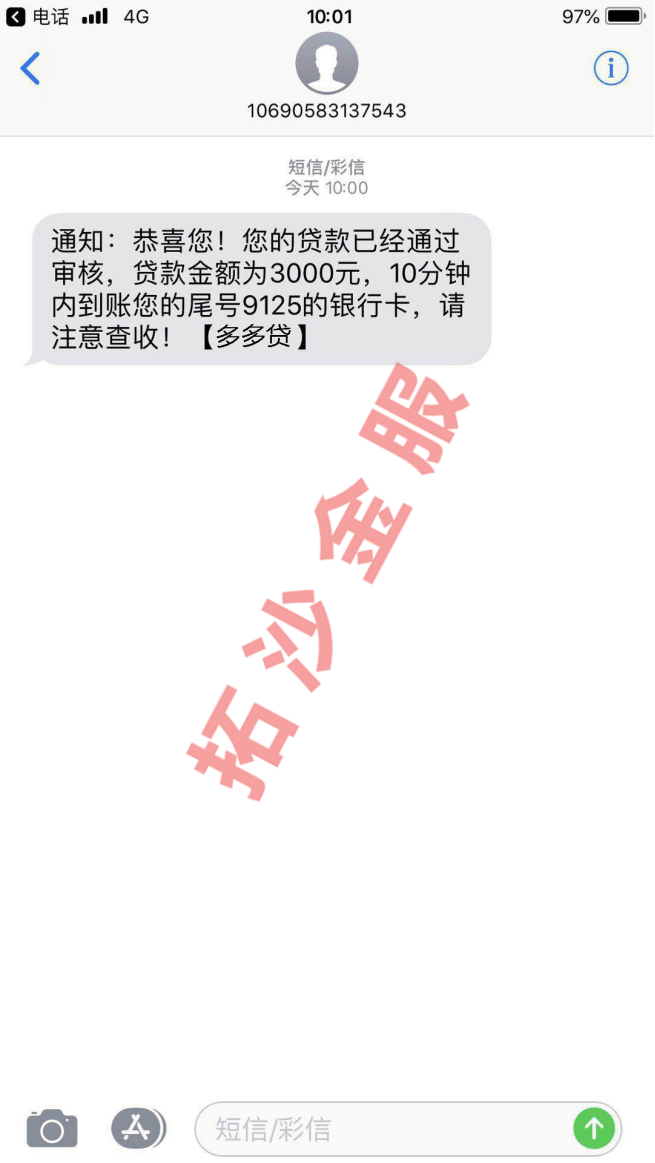 电话 4G 10:01 97%
10690583137543
短信/彩信
今天 10:00
通知：恭喜您！您的贷款已经通过
审核，贷款金额为3000元，10分钟
内到账您的尾号9125的银行卡，请
注意查收！【多多贷】
拓沙金服
短信/彩信